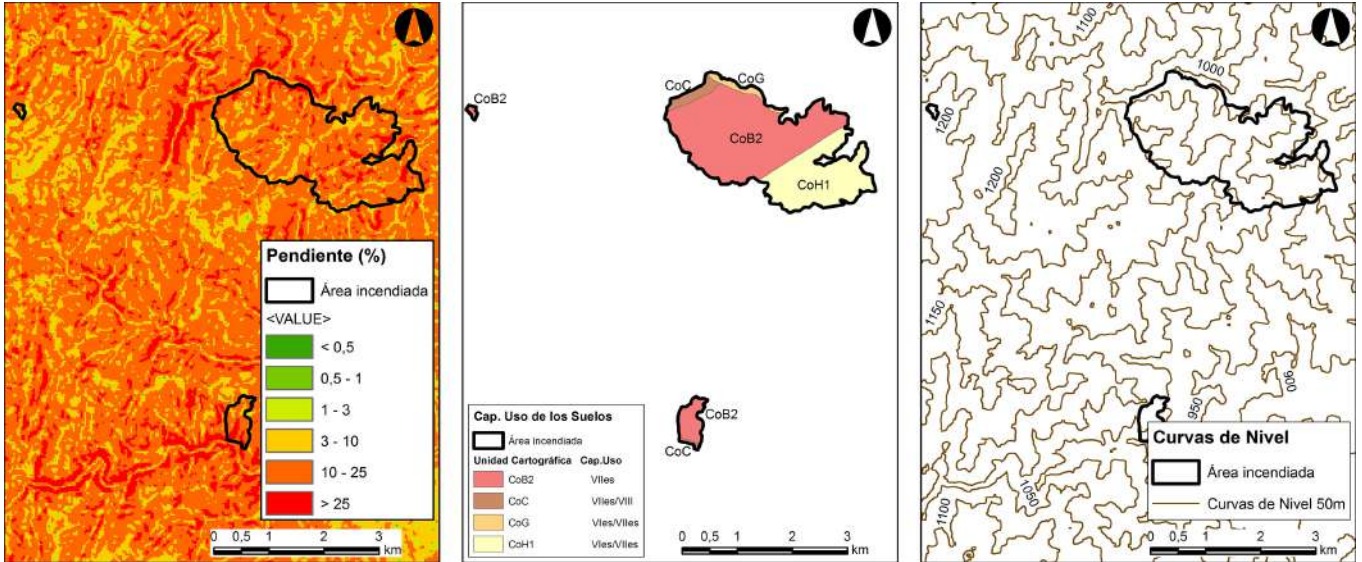 Pendiente (%)
Área incendiada
<VALUE>
< 0,5
0,5 - 1
1 - 3
3 - 10
10 - 25
> 25
0 0,5 1 2 3
km
CoB2
CoC
CoG
CoB2
CoH1
CoB2
CoC
Cap. Uso de los Suelos
Área incendiada
Unidad Cartográfica Cap.Uso
CoB2 VIIes
CoC VIIes/VIII
CoG VIes/VIIes
CoH1 VIes/VIIes
0 0,5 1 2 3
km
1100
1000
1200
1200
1150
900
950
1050
1100
Curvas de Nivel
Área incendiada
Curvas de Nivel 50m
0 0,5 1 2 3
km